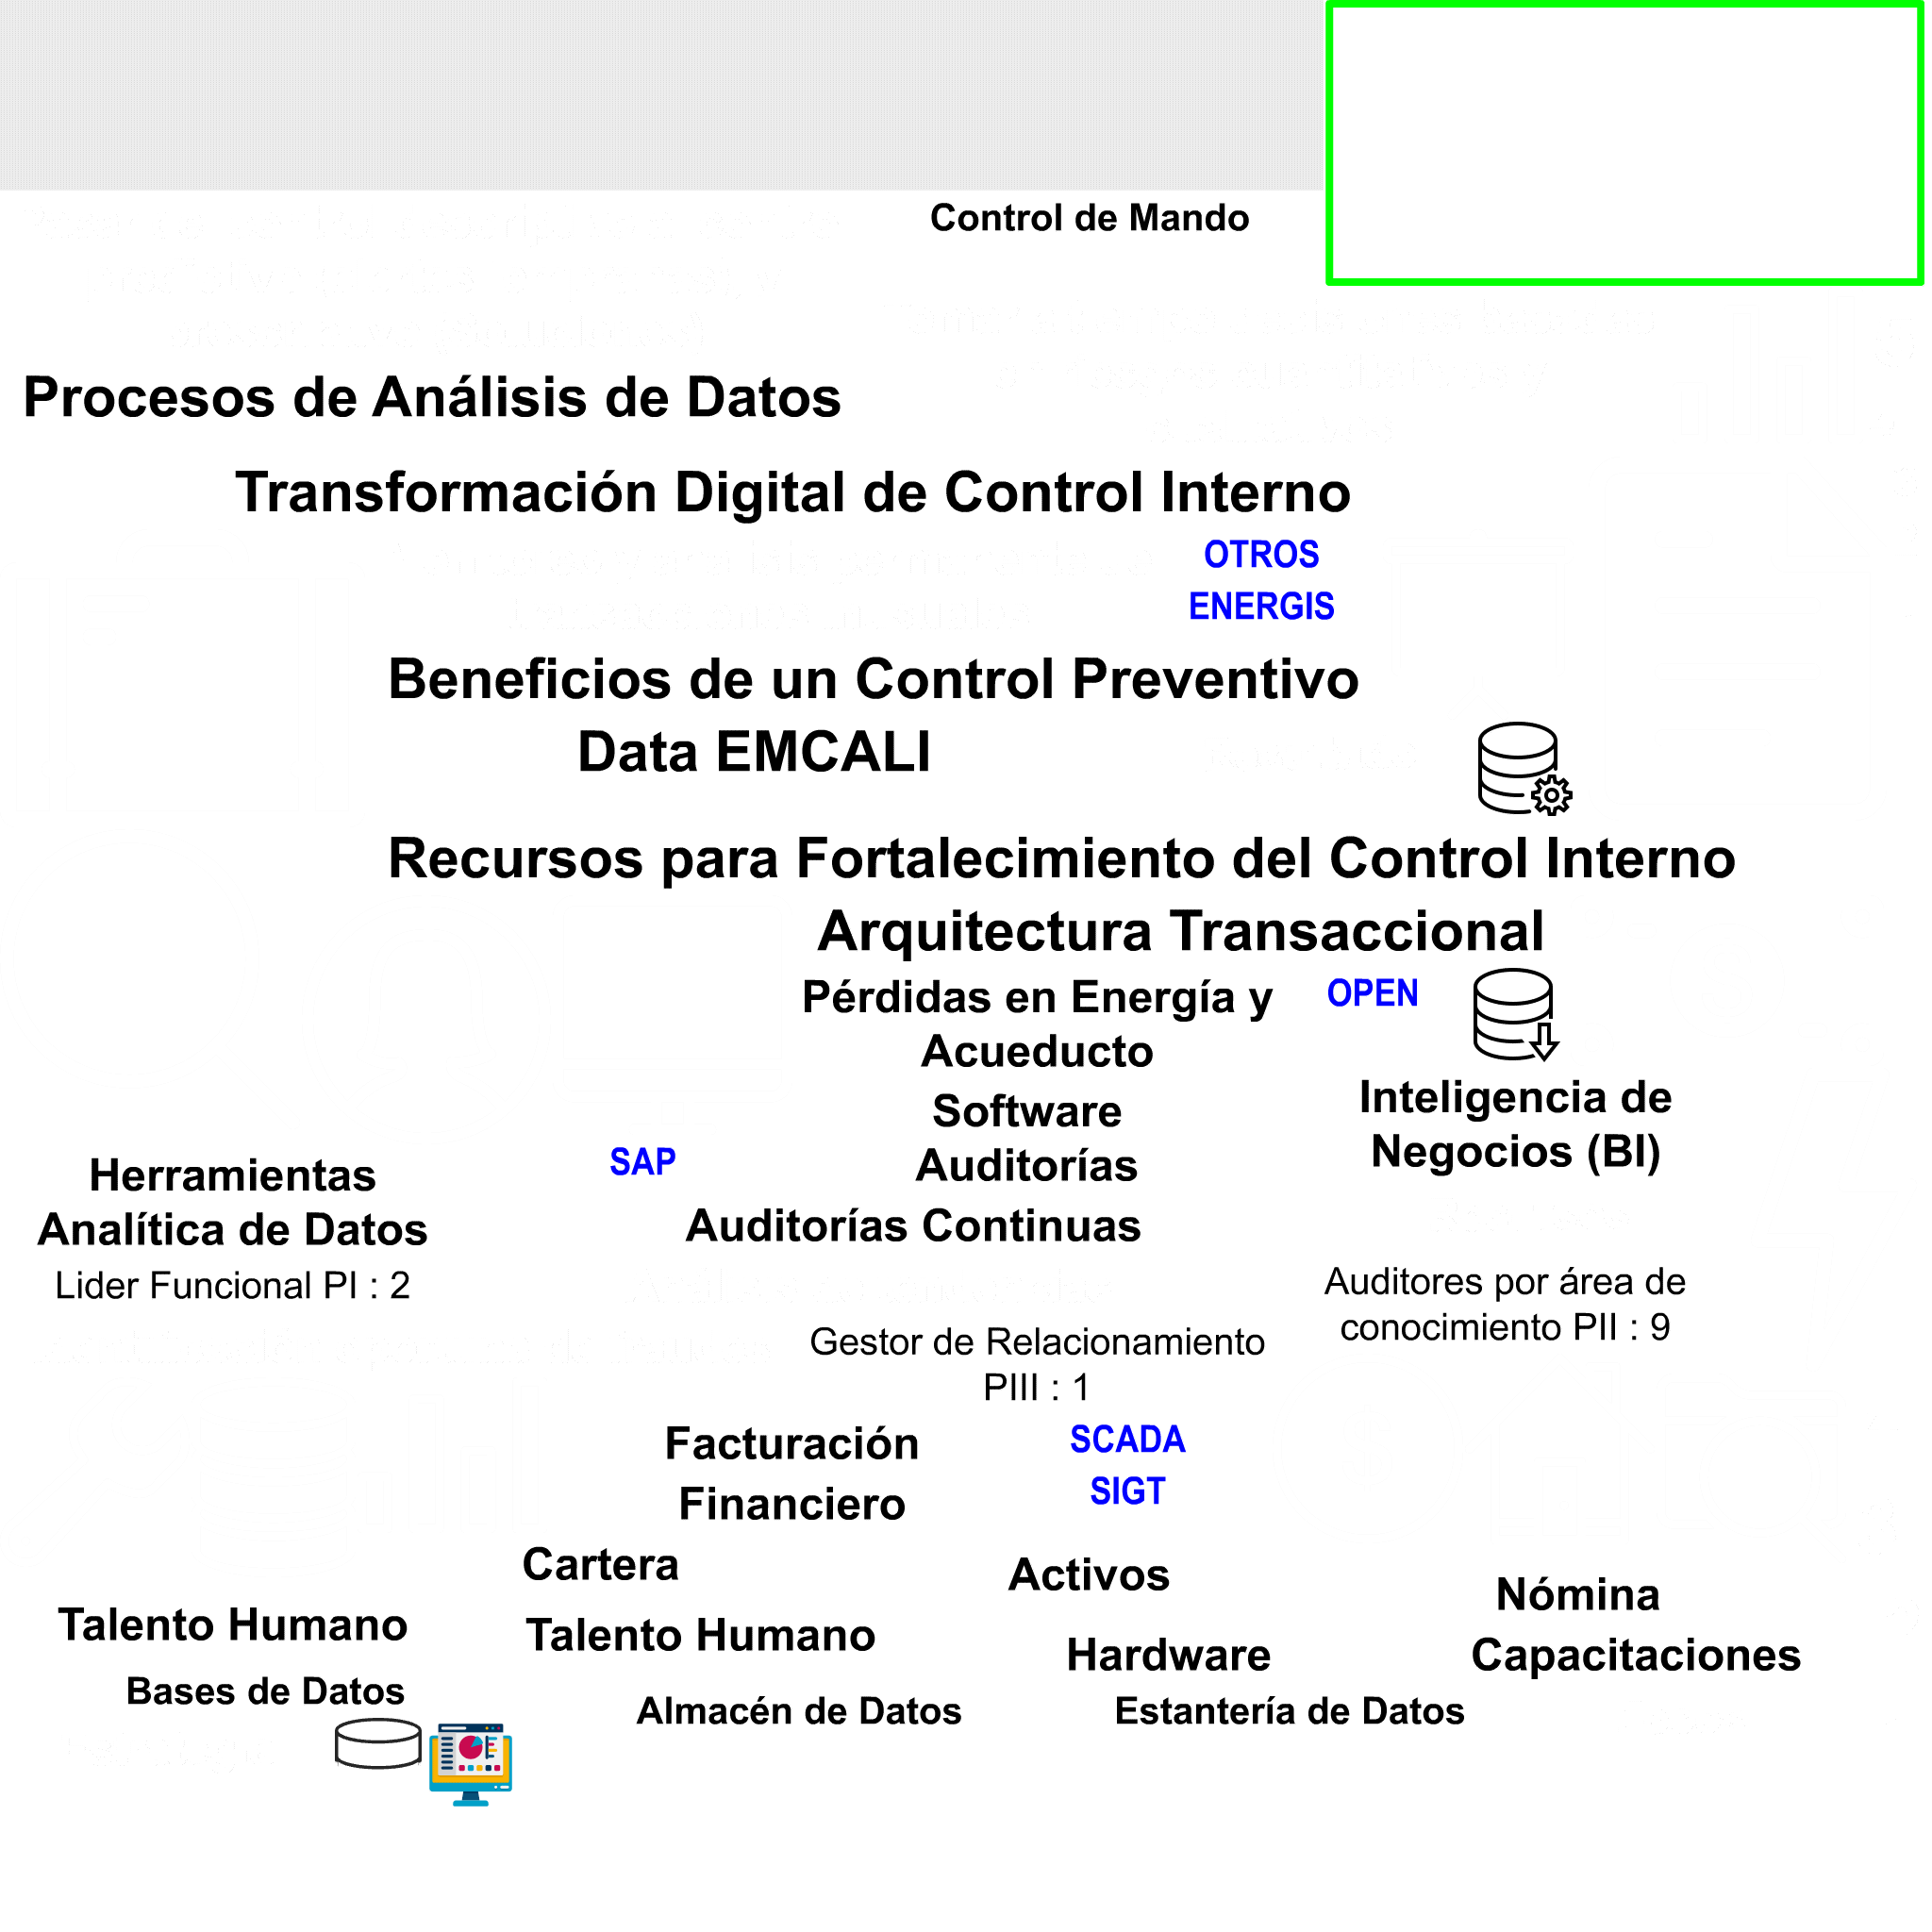 Control de Mando
Procesos de Análisis de Datos
Transformación Digital de Control Interno
OTROS
ENERGIS
Beneficios de un Control Preventivo
Data EMCALI
Recursos para Fortalecimiento del Control Interno
Arquitectura Transaccional
Pérdidas en Energía y
Acueducto
OPEN
Software
Auditorías
Inteligencia de
Negocios (BI)
Herramientas
Analítica de Datos
SAP
Auditorías Continuas
Lider Funcional PI : 2
Auditores por área de
conocimiento PII : 9
Gestor de Relacionamiento
PIII : 1
Facturación
SCADA
Financiero
SIGT
Cartera
Activos
Nómina
Talento Humano
Talento Humano
Hardware
Capacitaciones
Bases de Datos
Almacén de Datos
Estantería de Datos